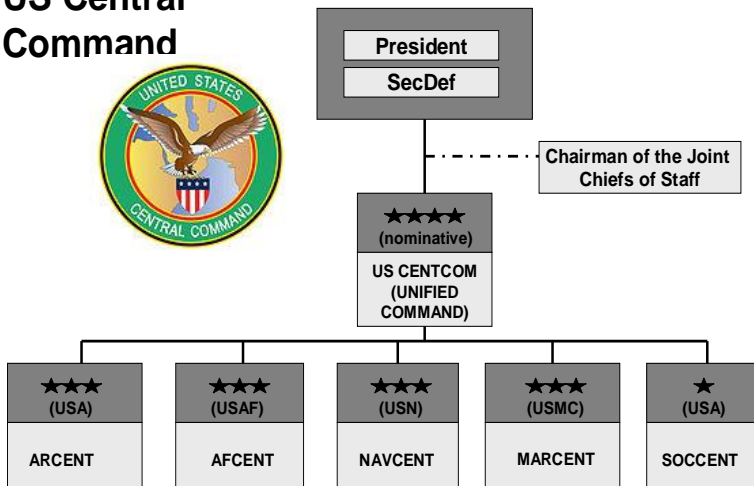 US Central
Command
UNITED STATES
CENTRAL COMMAND
President
SecDef
Chairman of the Joint
Chiefs of Staff
(nominative)
US CENTCOM
(UNIFIED
COMMAND)
(USA)
(USAF)
(USN)
(USMC)
(USA)
ARCENT
AFCENT
NAVCENT
MARCENT
SOCCENT